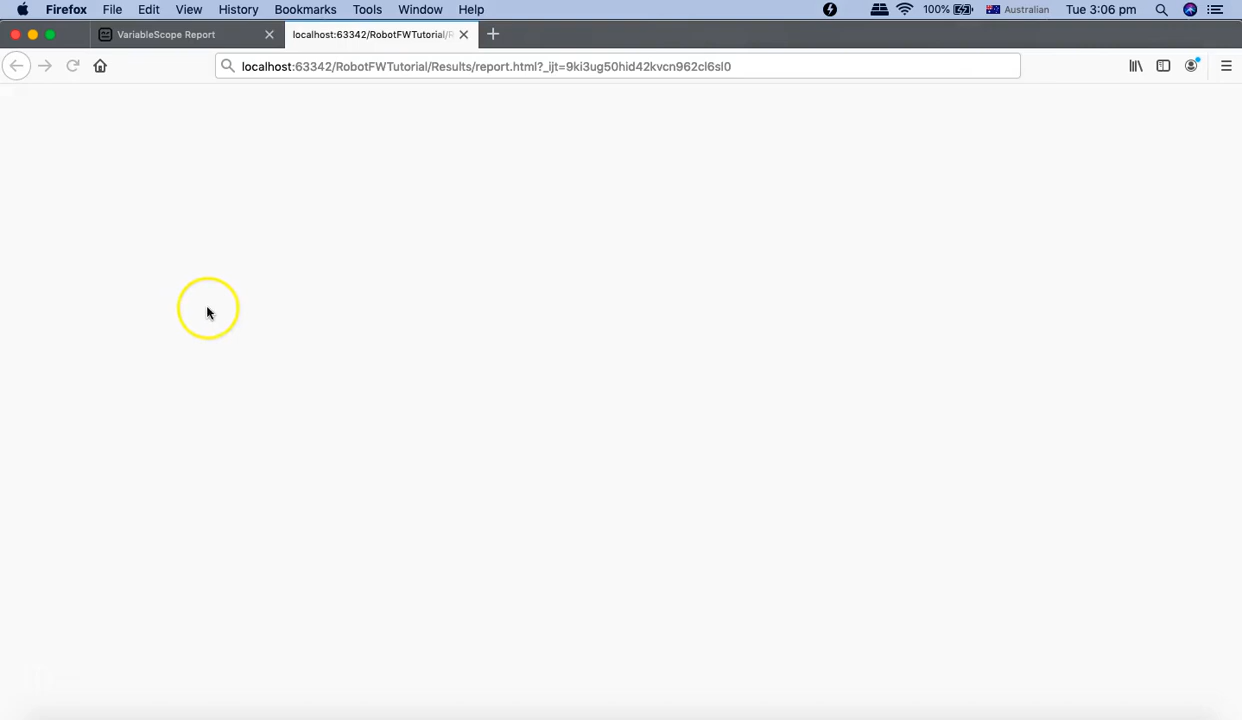 Firefox File Edit View History Bookmarks Tools Window Help 100% Australian Tue 3:06 pm
VariableScope Report localhost:63342/RobotFWTutorial/R
localhost:63342/RobotFWTutorial/Results/report.html?_ijt=9ki3ug50hid42kvcn962cl6sl0